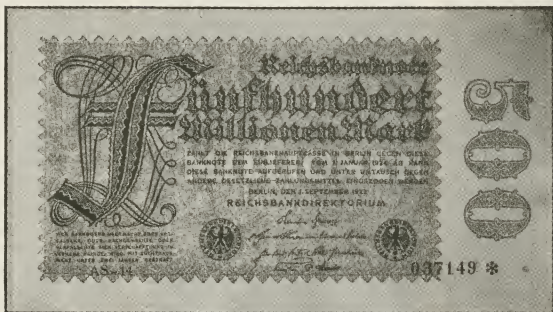 Reichsbanknote
Fünfhundert
Millionen Mark
ZAHLT DIE REICHSBANKHAUPTKASSE IN BERLIN GEGEN DIESE
BANKNOTE DEM EINLIEFERER. VOM 1. JANUAR 1924 AB KANN
DIESE BANKNOTE AUFGERUFEN UND UNTER UMTAUSCH GEGEN
ANDERE GESETZLICHE ZAHLUNGSMITTEL EINGEZOGEN WERDEN
BERLIN, DEN 1. SEPTEMBER 1923
REICHSBANKDIREKTORIUM
AS-14
037149 *
500